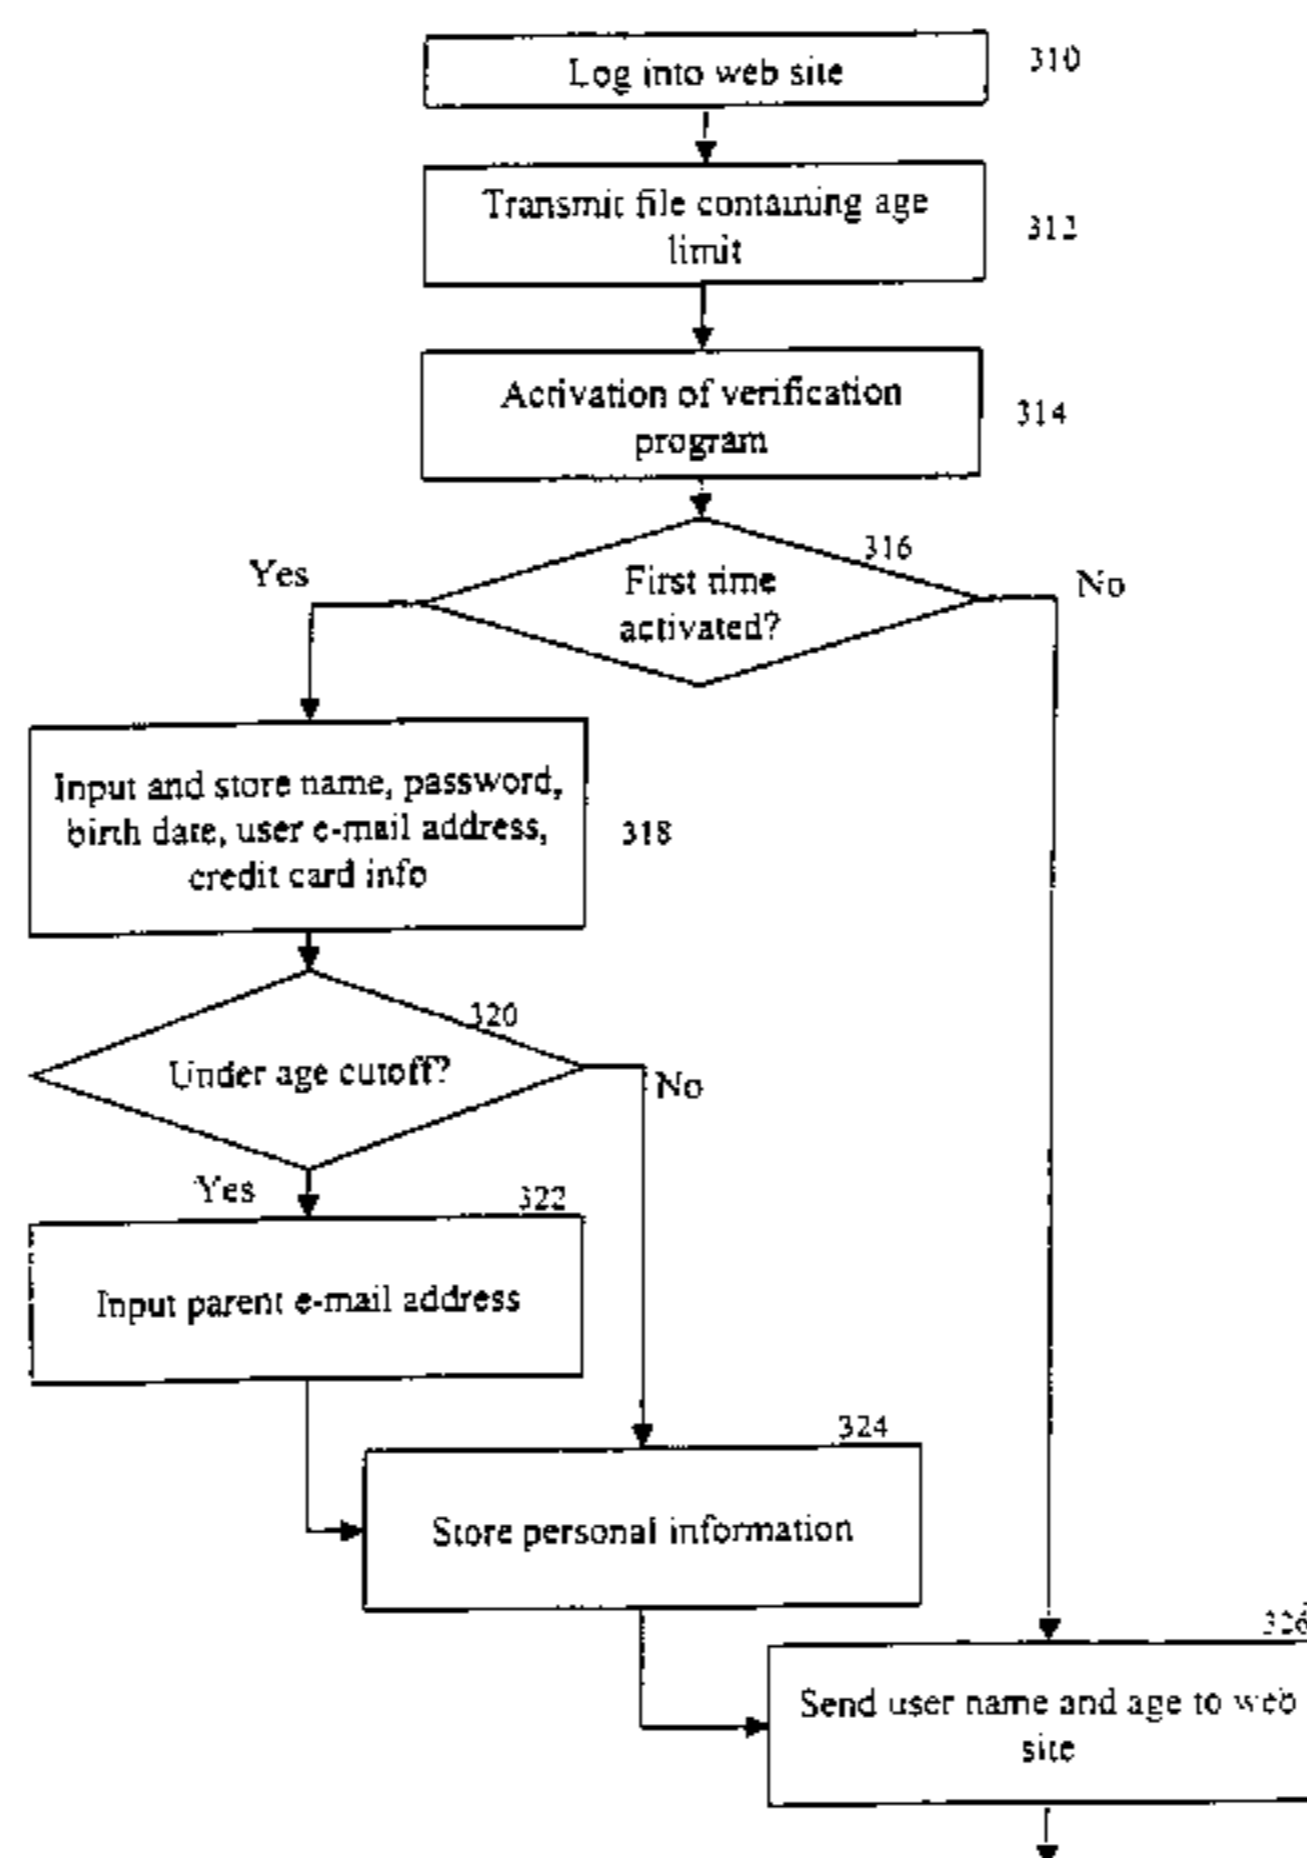 Log into web site
310
Transmit file containing age
limit
312
Activation of verification
program
314
316
Yes
First time
activated?
No
Input and store name, password,
birth date, user e-mail address,
credit card info
318
320
Under age cutoff?
No
Yes
322
Input parent e-mail address
324
Store personal information
326
Send user name and age to web
site